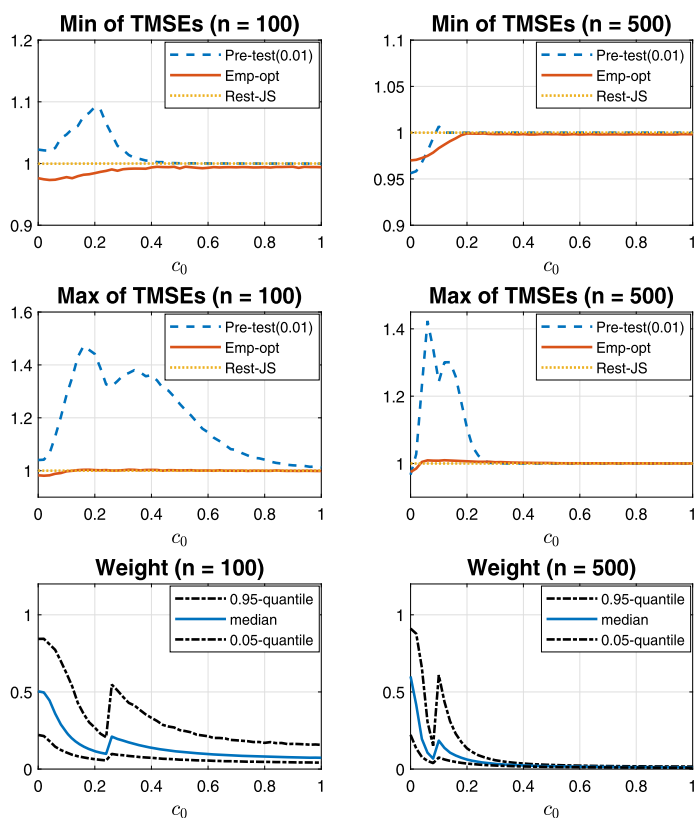 Min of TMSEs (n = 100)
1.2
1.1
1
0.9
Pre-test(0.01)
Emp-opt
Rest-JS
0 0.2 0.4 0.6 0.8 1
c0
Min of TMSEs (n = 500)
1.1
1.05
1
0.95
0.9
Pre-test(0.01)
Emp-opt
Rest-JS
0 0.2 0.4 0.6 0.8 1
c0
Max of TMSEs (n = 100)
1.6
1.4
1.2
1
Pre-test(0.01)
Emp-opt
Rest-JS
0 0.2 0.4 0.6 0.8 1
c0
Max of TMSEs (n = 500)
1.4
1.2
1
Pre-test(0.01)
Emp-opt
Rest-JS
0 0.2 0.4 0.6 0.8 1
c0
Weight (n = 100)
1
0.5
0
0.95-quantile
median
0.05-quantile
0 0.2 0.4 0.6 0.8 1
c0
Weight (n = 500)
1
0.5
0
0.95-quantile
median
0.05-quantile
0 0.2 0.4 0.6 0.8 1
c0